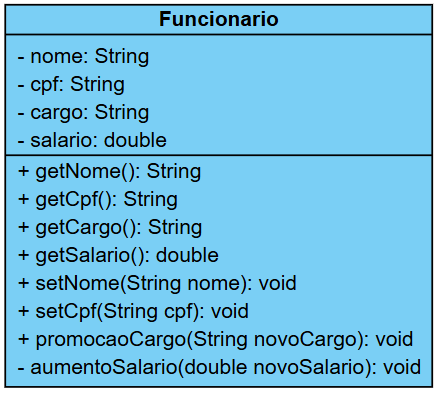 Funcionario
- nome: String
- cpf: String
- cargo: String
- salario: double
+ getNome(): String
+ getCpf(): String
+ getCargo(): String
+ getSalario(): double
+ setNome(String nome): void
+ setCpf(String cpf): void
+ promocaoCargo(String novoCargo): void
- aumentoSalario(double novoSalario): void